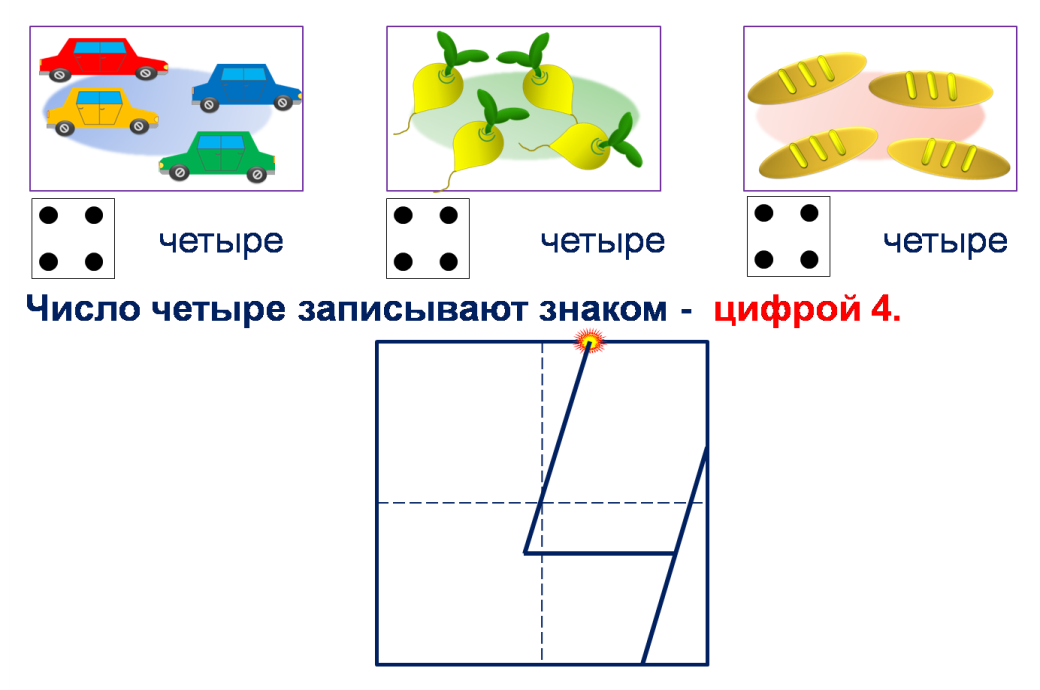 четыре четыре четыре
Число четыре записывают знаком - цифрой 4.